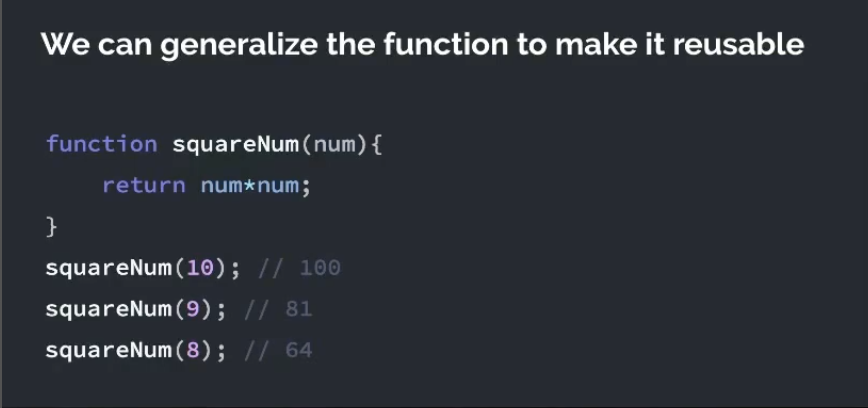 We can generalize the function to make it reusable
function squareNum(num){
    return num*num;
}
squareNum(10); // 100
squareNum(9); // 81
squareNum(8); // 64